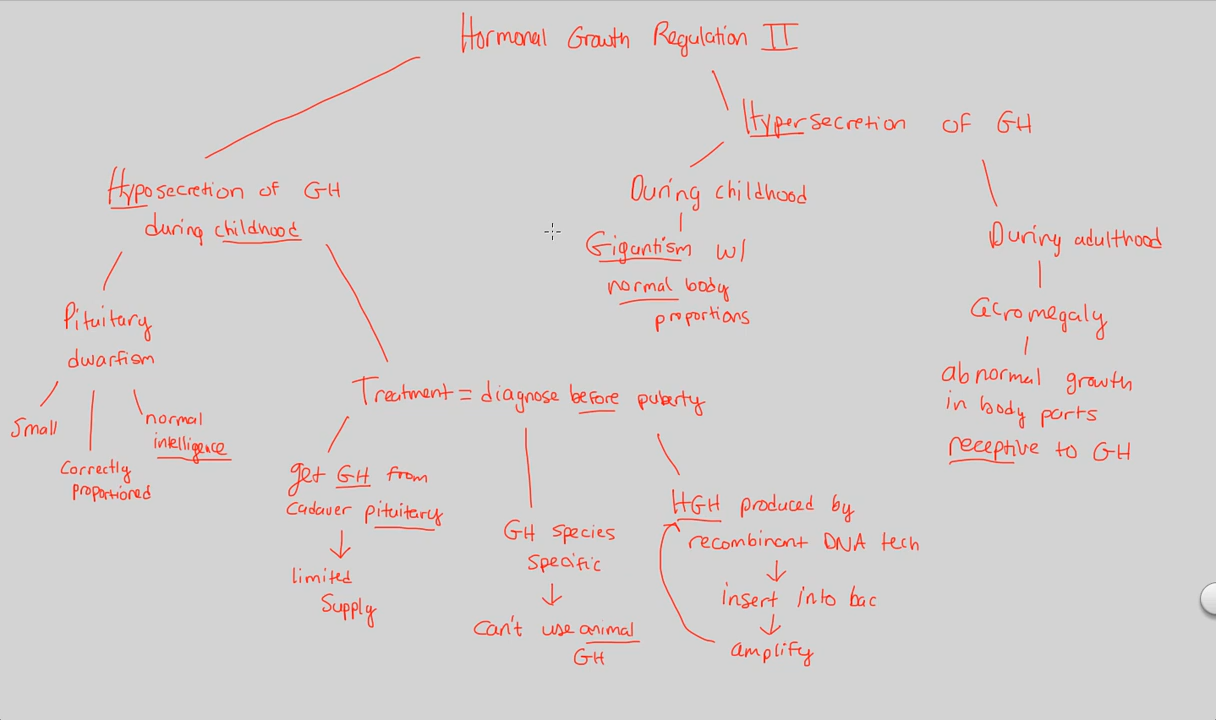 Hormonal Growth Regulation II
Hyposecretion of GH
during childhood
Pituitary
dwarfism
Small
Correctly
proportioned
normal
intelligence
Treatment = diagnose before puberty
get GH from
cadaver pituitary
limited
Supply
GH species
specific
Can't use animal
GH
HGH produced by
recombinant DNA tech
insert into bac
amplify
Hypersecretion of GH
During childhood
Gigantism w/
normal body
proportions
During adulthood
acromegaly
abnormal growth
in body parts
receptive to GH